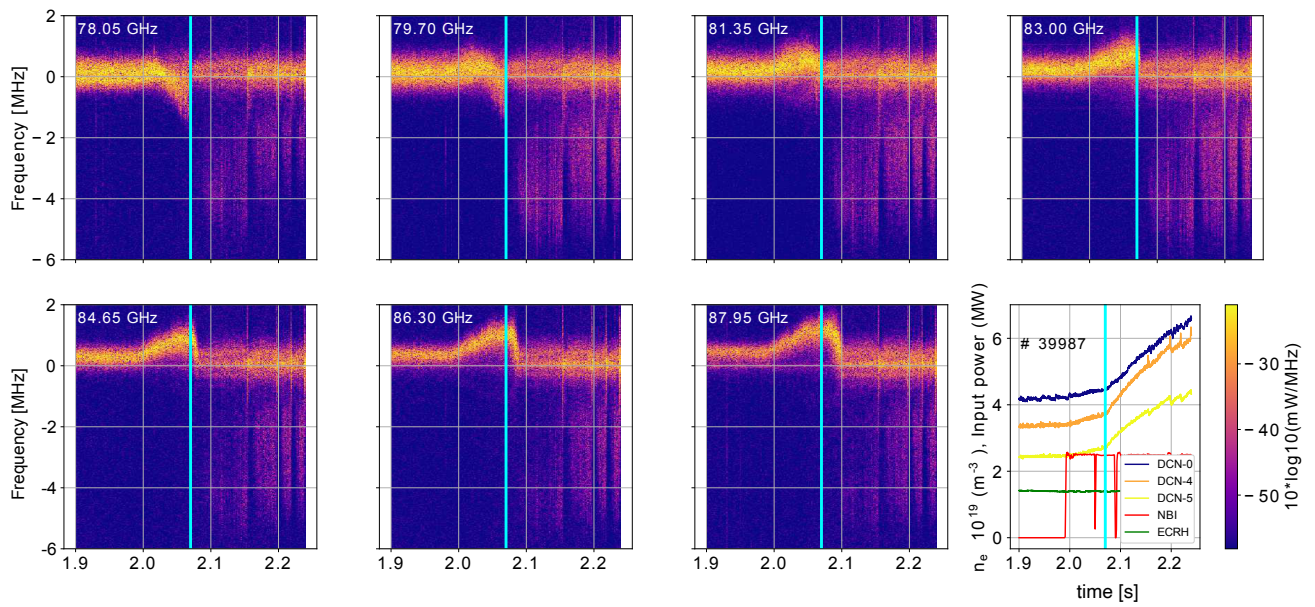 78.05 GHz
79.70 GHz
81.35 GHz
83.00 GHz
Frequency [MHz]
2
0
−2
−4
−6
84.65 GHz
86.30 GHz
87.95 GHz
Frequency [MHz]
2
0
-2
-4
-6
1.9 2.0 2.1 2.2
1.9 2.0 2.1 2.2
1.9 2.0 2.1 2.2
n_e 10^19 (m^-3), Input power (MW)
6
4
2
0
# 39987
DCN-0
DCN-4
DCN-5
NBI
ECRH
1.9 2.0 2.1 2.2
time [s]
−30
−40
−50
10*log10(mW/MHz)